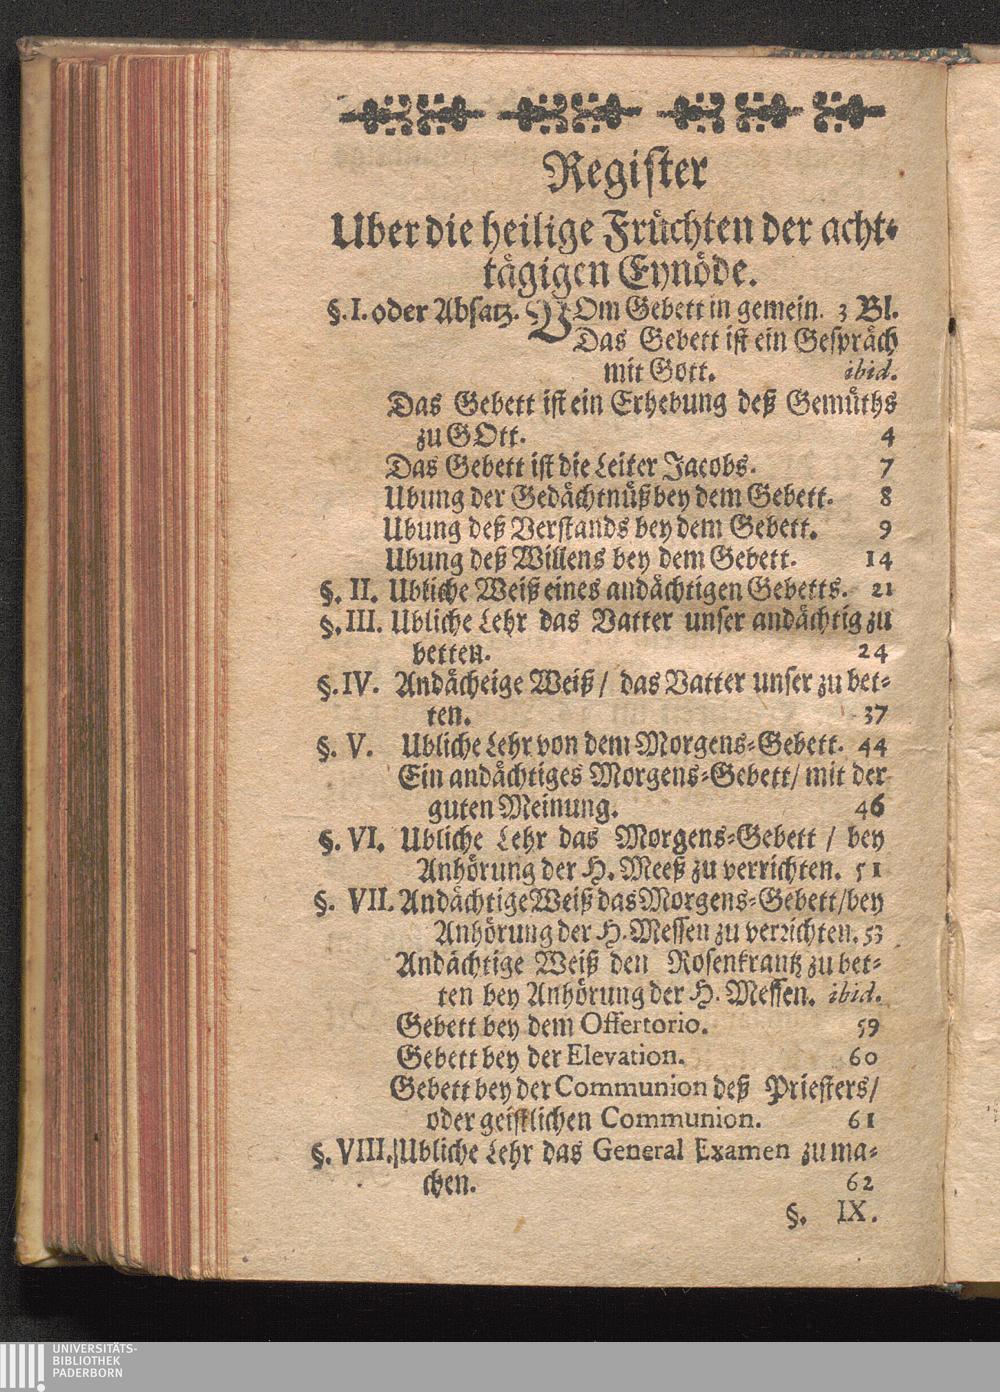 Register
Uber die heilige Früchten der acht-
tägigen Eynöde.
§. I. oder Absatz. VOm Gebett in gemein. 3 Bl.
Das Gebett ist ein Gespräch
mit Gott. ibid.
Das Gebett ist ein Erhebung deß Gemüths
zu GOtt. 4
Das Gebett ist die Leiter Jacobs. 7
Ubung der Gedächtnüß bey dem Gebett. 8
Ubung deß Verstands bey dem Gebett. 9
Ubung deß Willens bey dem Gebett. 14
§. II. Ubliche Weiß eines andächtigen Gebetts. 21
§. III. Ubliche Lehr das Vatter unser andächtig zu
betten. 24
§. IV. Andächeige Weiß / das Vatter unser zu bet-
ten. 37
§. V. Ubliche Lehr von dem Morgens-Gebett. 44
Ein andächtiges Morgens-Gebett / mit der
guten Meinung. 46
§. VI. Ubliche Lehr das Morgens-Gebett / bey
Anhörung der H. Meeß zu verrichten. 51
§. VII. Andächtige Weiß das Morgens-Gebett / bey
Anhörung der H. Messen zu verrichten. 53
Andächtige Weiß den Rosenkrantz zu bet-
ten bey Anhörung der H. Messen. ibid.
Gebett bey dem Offertorio. 59
Gebett bey der Elevation. 60
Gebett bey der Communion deß Priesters /
oder geistlichen Communion. 61
§. VIII. Ubliche Lehr das General Examen zu ma-
chen. 62
§. IX.
UNIVERSITÄTS-
BIBLIOTHEK
PADERBORN